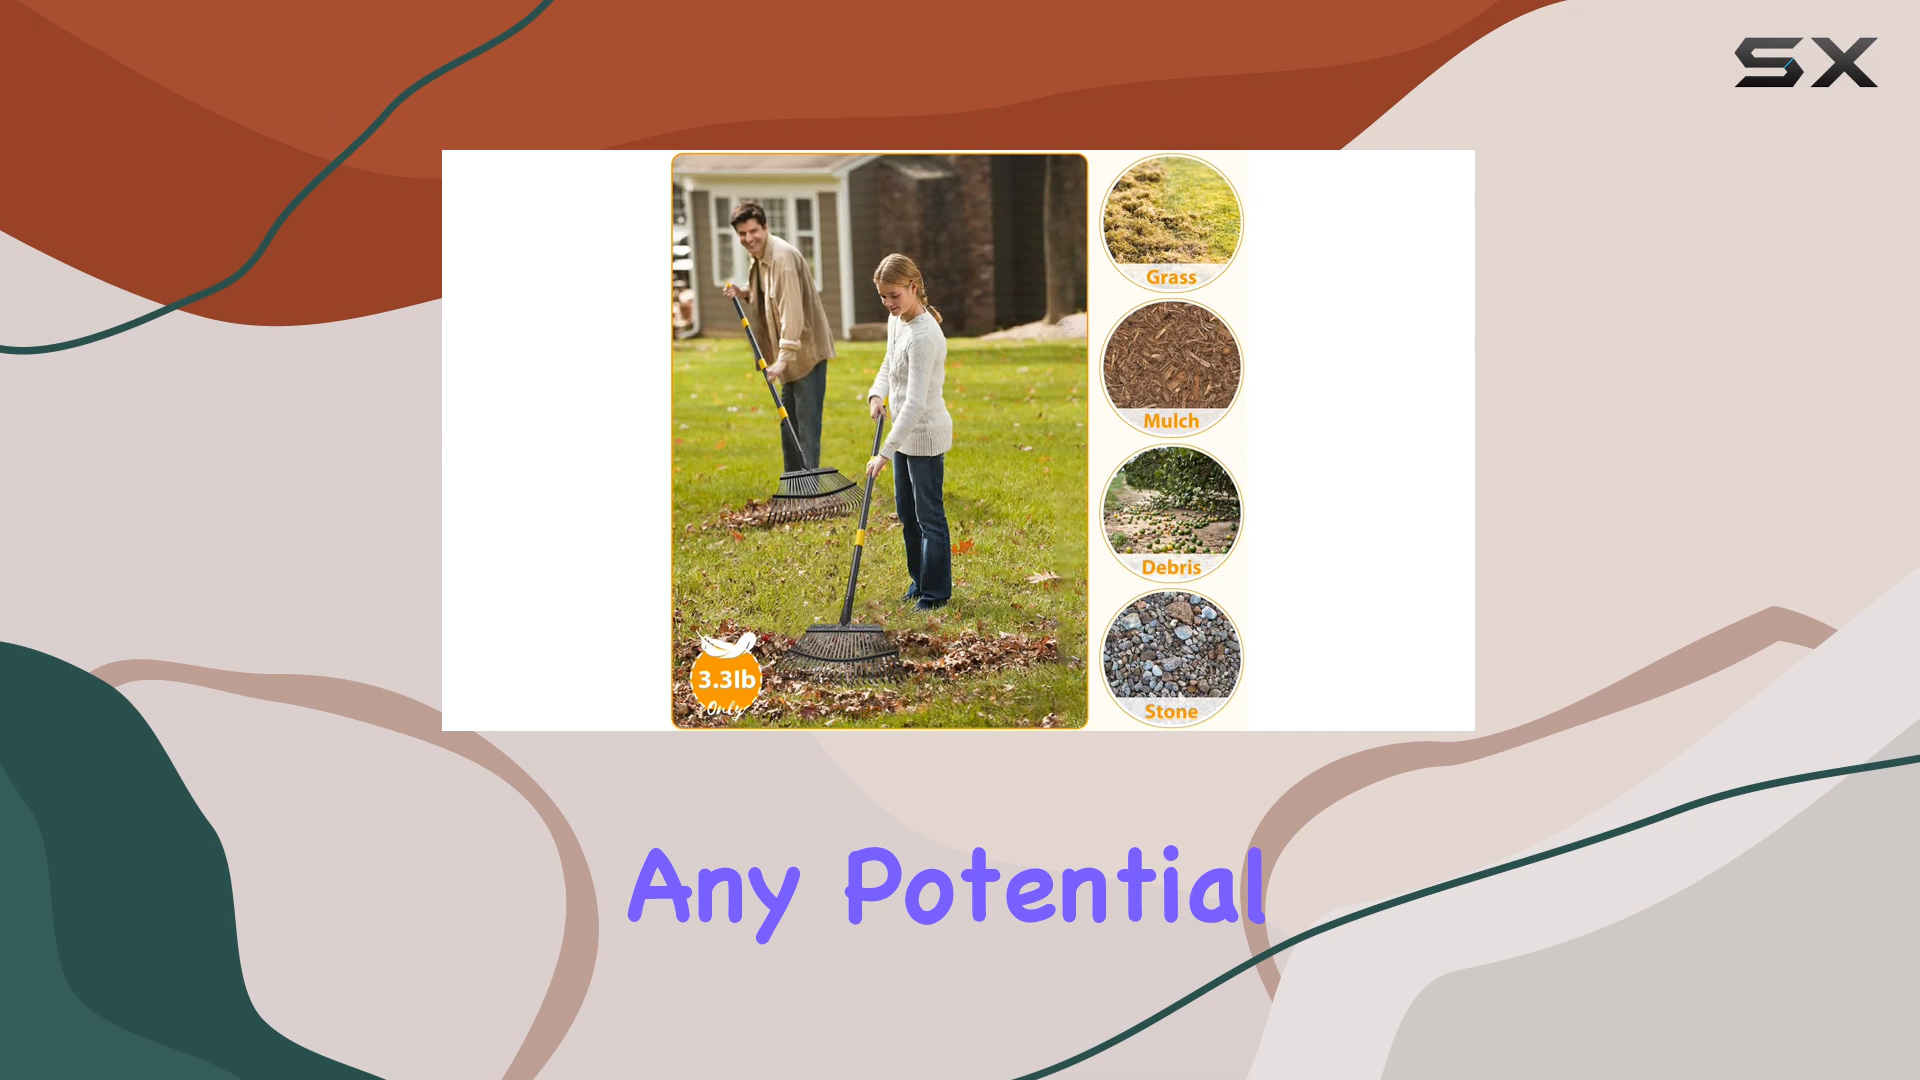 SX
Grass
Mulch
Debris
Stone
3.3lb
Only
Any Potential